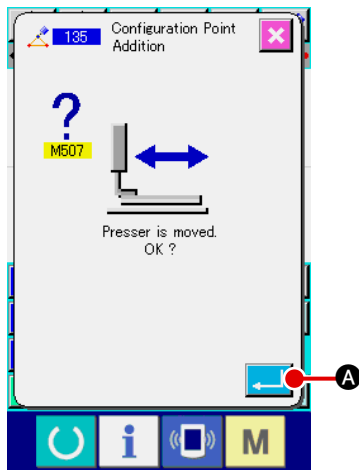 135
Configuration Point
Addition
?
M507
Presser is moved.
OK ?
A
i
M